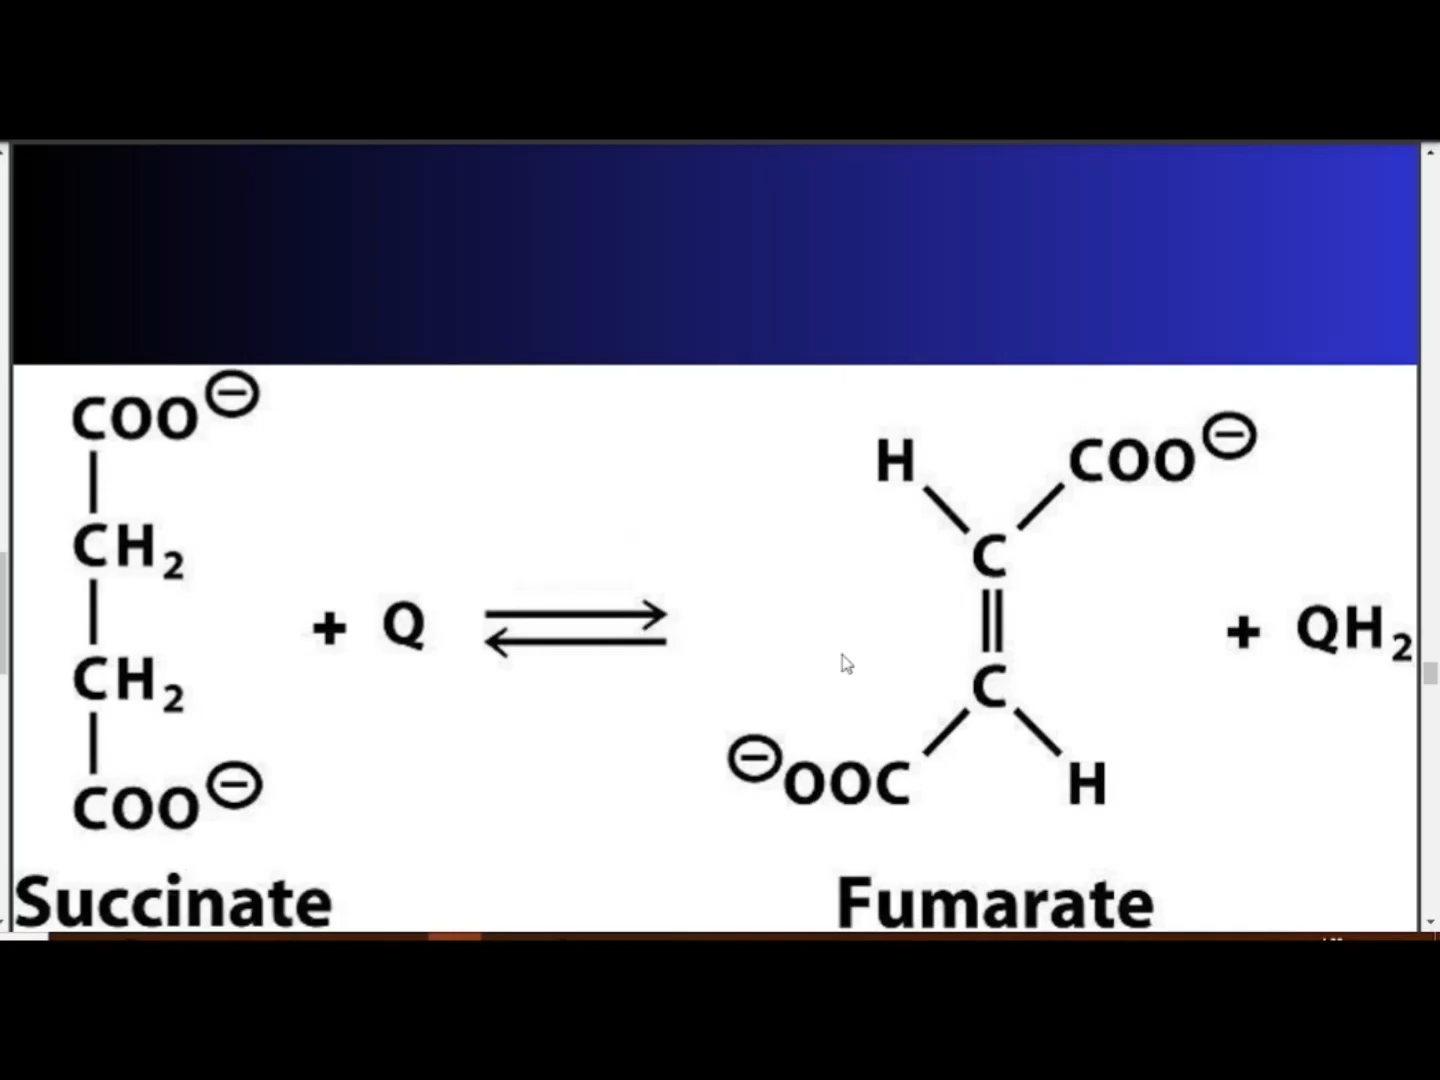 COO⊖
CH₂
CH₂
COO⊖
+ Q
H
COO⊖
C
C
⊖OOC
H
+ QH₂
Succinate
Fumarate